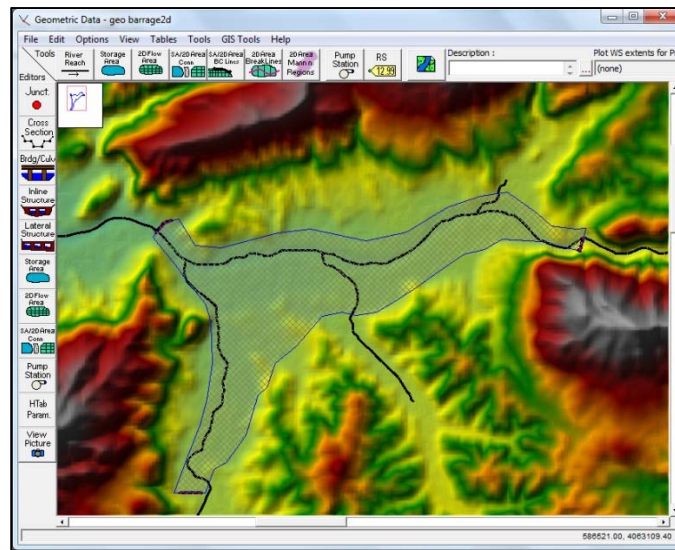 Geometric Data - geo barrage2d
File Edit Options View Tables Tools GIS Tools Help
Tools
Editors
River
Reach
Storage
Area
2D Flow
Area
SA/2D Area
Conn
SA/2D Area
BC Lines
2D Area
BreakLines
2D Area
Mann n
Regions
Pump
Station
RS
12.99
Description :
...
Plot WS extents for P
(none)
Junct.
Cross
Section
Brdg/Culv
Inline
Structure
Lateral
Structure
Storage
Area
2D Flow
Area
SA/2D Area
Conn
Pump
Station
HTab
Param.
View
Picture
586521.00, 4063109.40